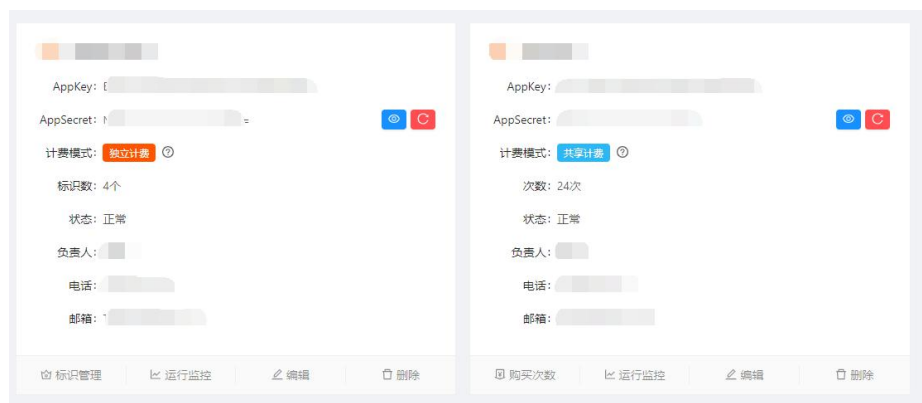 AppKey:
AppSecret:
计费模式: 独立计费
标识数: 4个
状态: 正常
负责人:
电话:
邮箱:
标识管理 运行监控 编辑 删除
AppKey:
AppSecret:
计费模式: 共享计费
次数: 24次
状态: 正常
负责人:
电话:
邮箱:
购买次数 运行监控 编辑 删除